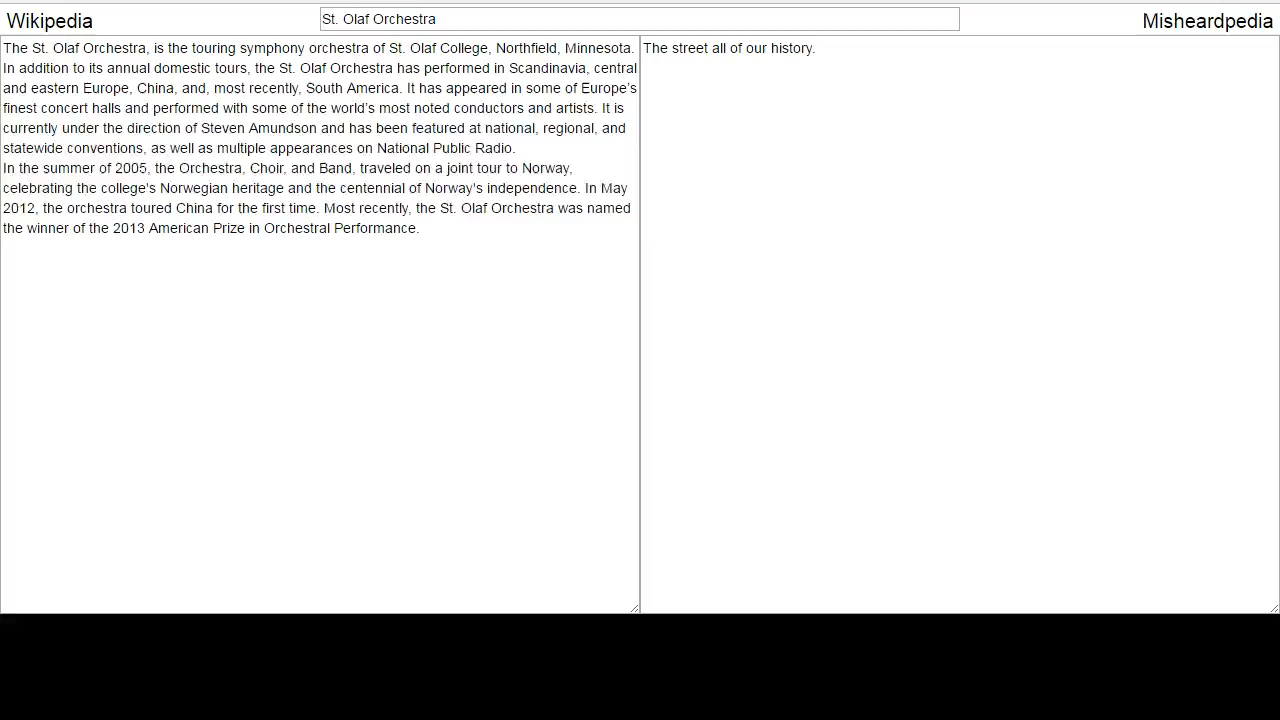 Wikipedia
St. Olaf Orchestra
Misheardpedia
The St. Olaf Orchestra, is the touring symphony orchestra of St. Olaf College, Northfield, Minnesota.
In addition to its annual domestic tours, the St. Olaf Orchestra has performed in Scandinavia, central
and eastern Europe, China, and, most recently, South America. It has appeared in some of Europe’s
finest concert halls and performed with some of the world’s most noted conductors and artists. It is
currently under the direction of Steven Amundson and has been featured at national, regional, and
statewide conventions, as well as multiple appearances on National Public Radio.
In the summer of 2005, the Orchestra, Choir, and Band, traveled on a joint tour to Norway,
celebrating the college's Norwegian heritage and the centennial of Norway's independence. In May
2012, the orchestra toured China for the first time. Most recently, the St. Olaf Orchestra was named
the winner of the 2013 American Prize in Orchestral Performance.
The street all of our history.